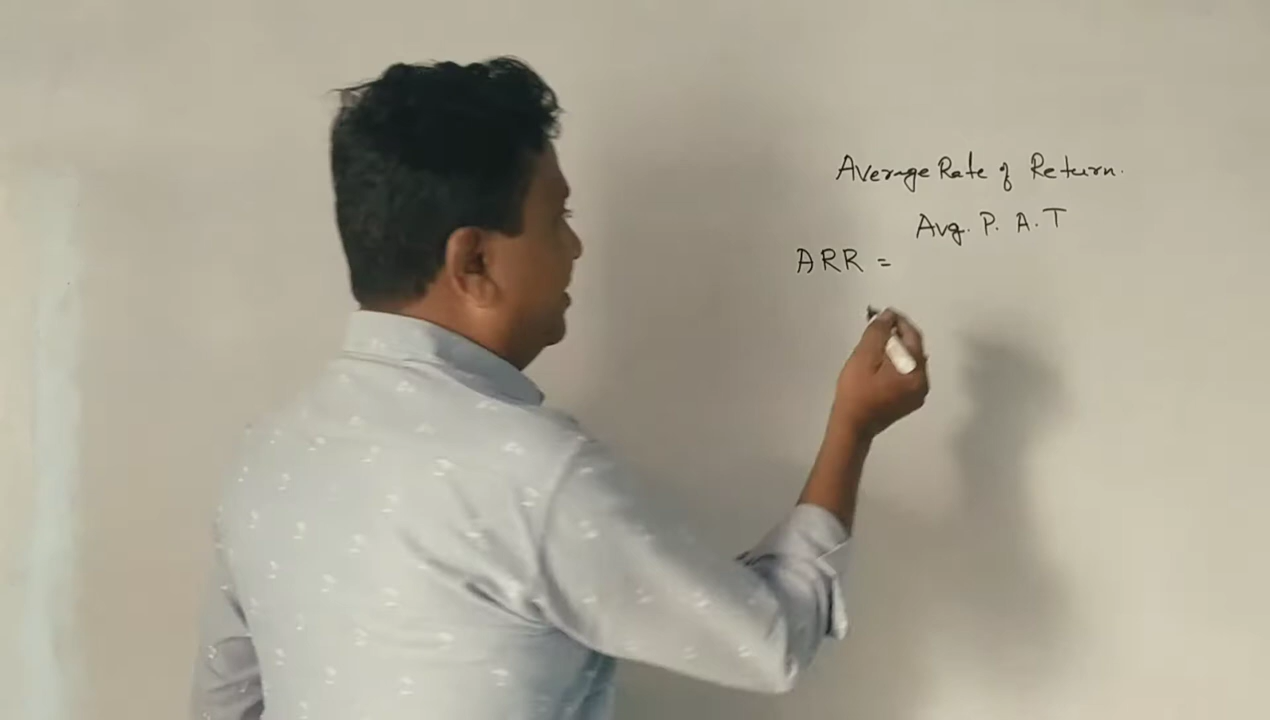 Average Rate of Return.
Avg. P. A. T
ARR =